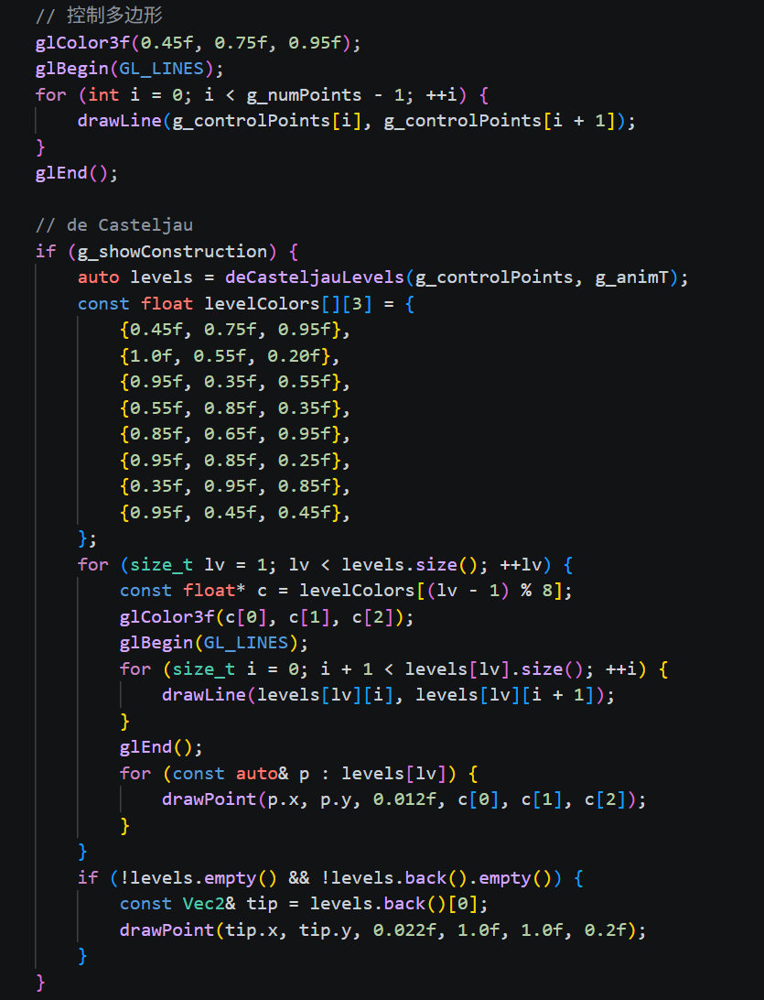 // 控制多边形
glColor3f(0.45f, 0.75f, 0.95f);
glBegin(GL_LINES);
for (int i = 0; i < g_numPoints - 1; ++i) {
    drawLine(g_controlPoints[i], g_controlPoints[i + 1]);
}
glEnd();

// de Casteljau
if (g_showConstruction) {
    auto levels = deCasteljauLevels(g_controlPoints, g_animT);
    const float levelColors[][3] = {
        {0.45f, 0.75f, 0.95f},
        {1.0f, 0.55f, 0.20f},
        {0.95f, 0.35f, 0.55f},
        {0.55f, 0.85f, 0.35f},
        {0.85f, 0.65f, 0.95f},
        {0.95f, 0.85f, 0.25f},
        {0.35f, 0.95f, 0.85f},
        {0.95f, 0.45f, 0.45f},
    };
    for (size_t lv = 1; lv < levels.size(); ++lv) {
        const float* c = levelColors[(lv - 1) % 8];
        glColor3f(c[0], c[1], c[2]);
        glBegin(GL_LINES);
        for (size_t i = 0; i + 1 < levels[lv].size(); ++i) {
            drawLine(levels[lv][i], levels[lv][i + 1]);
        }
        glEnd();
        for (const auto& p : levels[lv]) {
            drawPoint(p.x, p.y, 0.012f, c[0], c[1], c[2]);
        }
    }
    if (!levels.empty() && !levels.back().empty()) {
        const Vec2& tip = levels.back()[0];
        drawPoint(tip.x, tip.y, 0.022f, 1.0f, 1.0f, 0.2f);
    }
}